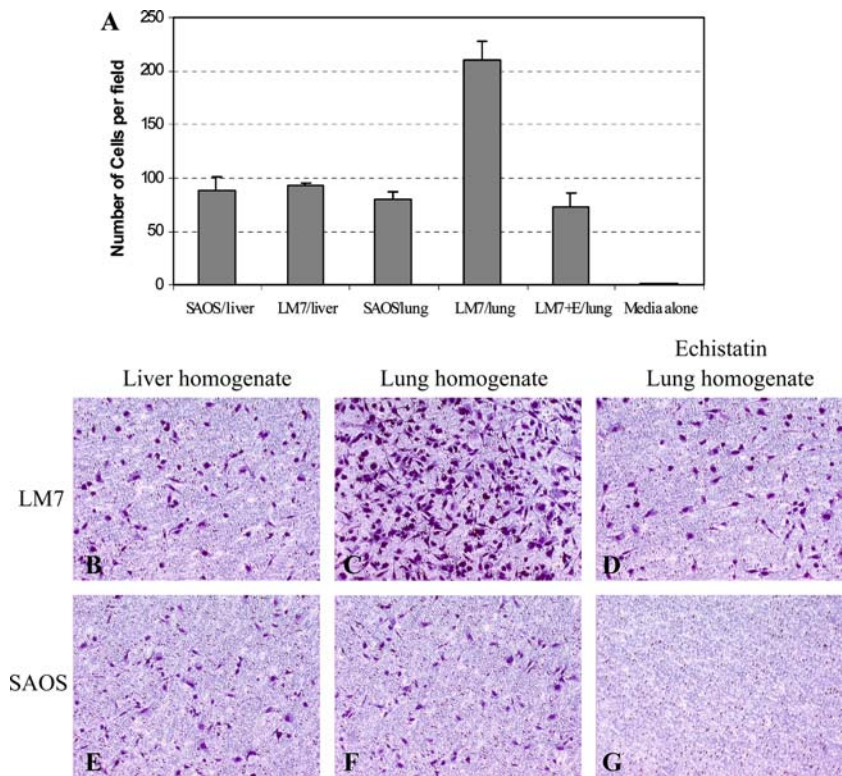 A
Number of Cells per field
250
200
150
100
50
0
SAOS/liver
LM7/liver
SAOS/lung
LM7/lung
LM7+E/lung
Media alone
Echistatin
Liver homogenate
Lung homogenate
Lung homogenate
LM7
B
C
D
SAOS
E
F
G